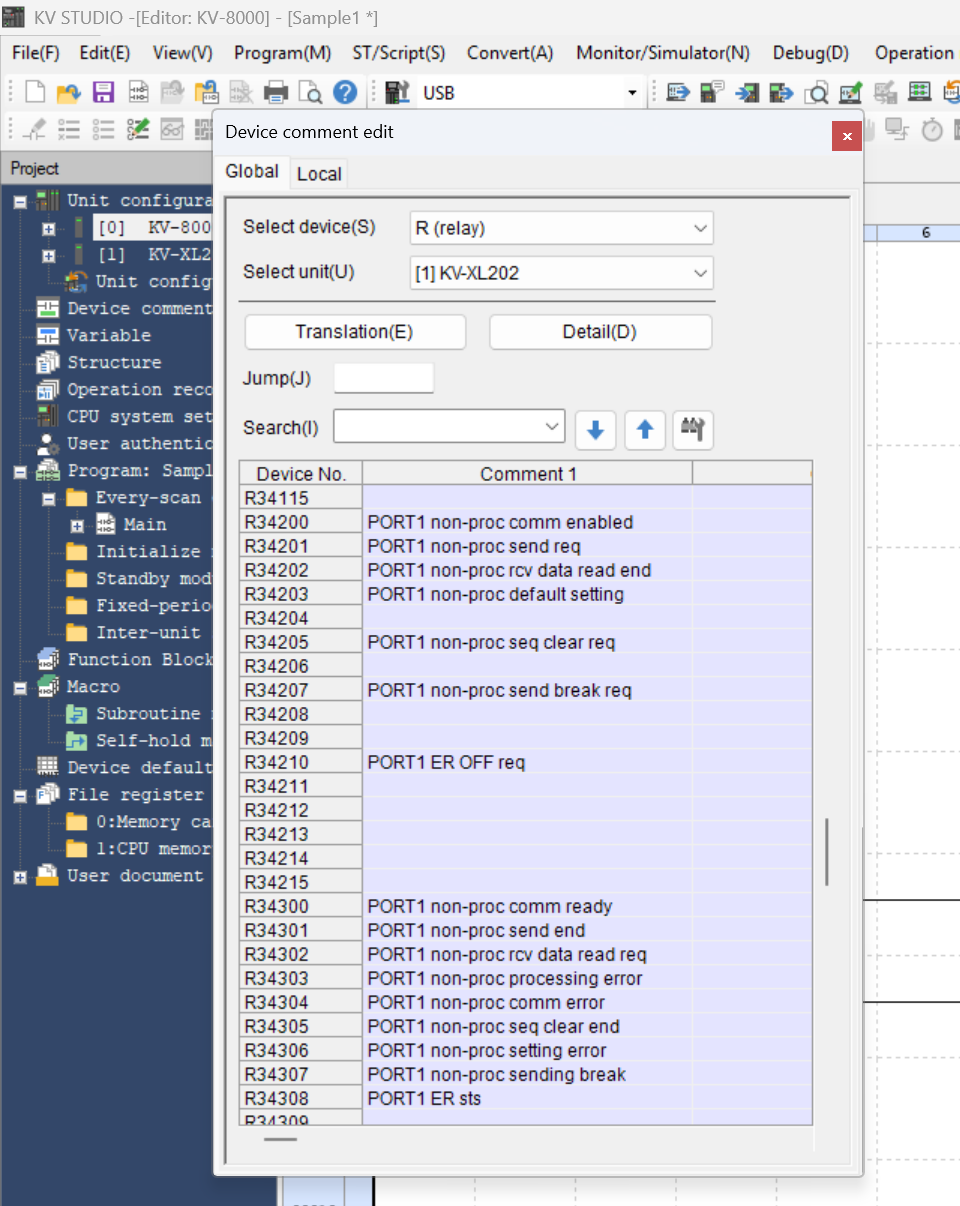 KV STUDIO -[Editor: KV-8000] - [Sample1 *]
File(F) Edit(E) View(V) Program(M) ST/Script(S) Convert(A) Monitor/Simulator(N) Debug(D) Operation
USB
Device comment edit
Project
Global Local
Unit configura
[0] KV-800
[1] KV-XL2
Unit config
Device comment
Variable
Structure
Operation reco
CPU system set
User authentic
Program: Sampl
Every-scan
Main
Initialize
Standby mod
Fixed-perio
Inter-unit
Function Block
Macro
Subroutine
Self-hold m
Device default
File register
0:Memory ca
1:CPU memor
User document
Select device(S) R (relay)
Select unit(U) [1] KV-XL202
Translation(E) Detail(D)
Jump(J)
Search(I)
Device No. Comment 1
R34115
R34200 PORT1 non-proc comm enabled
R34201 PORT1 non-proc send req
R34202 PORT1 non-proc rcv data read end
R34203 PORT1 non-proc default setting
R34204
R34205 PORT1 non-proc seq clear req
R34206
R34207 PORT1 non-proc send break req
R34208
R34209
R34210 PORT1 ER OFF req
R34211
R34212
R34213
R34214
R34215
R34300 PORT1 non-proc comm ready
R34301 PORT1 non-proc send end
R34302 PORT1 non-proc rcv data read req
R34303 PORT1 non-proc processing error
R34304 PORT1 non-proc comm error
R34305 PORT1 non-proc seq clear end
R34306 PORT1 non-proc setting error
R34307 PORT1 non-proc sending break
R34308 PORT1 ER sts
R34309
6